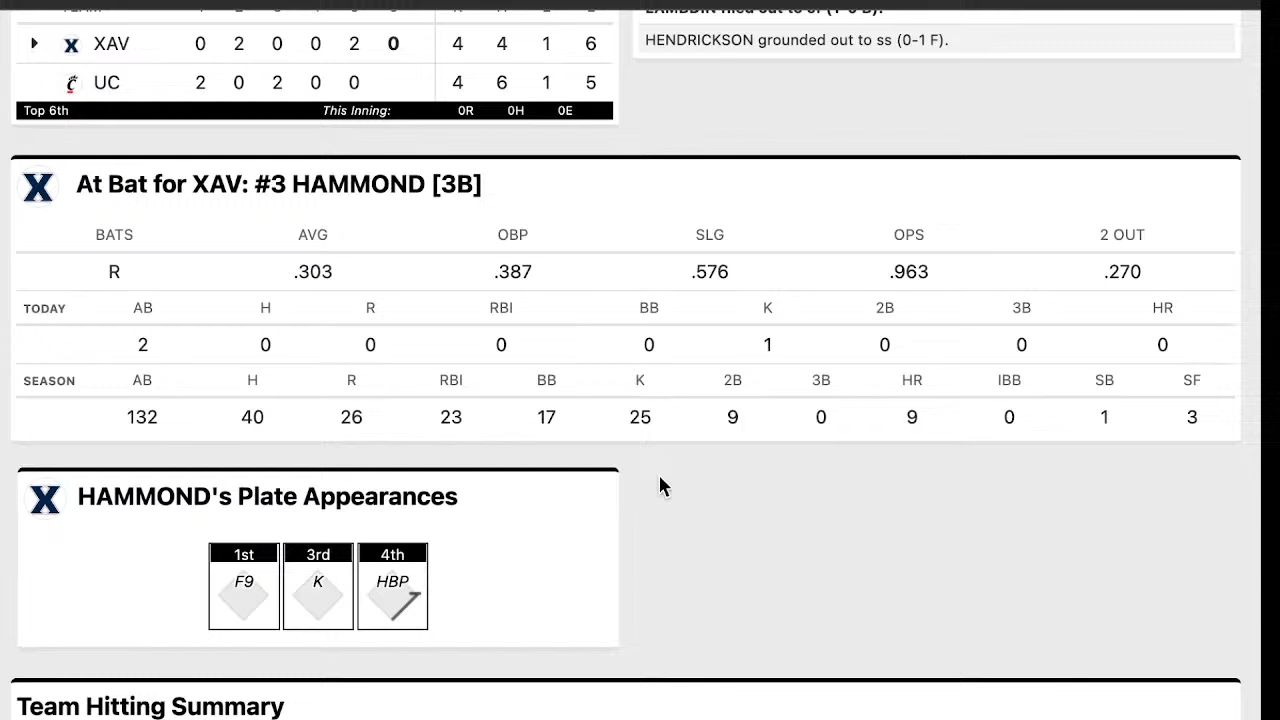 XAV 0 2 0 0 2 0 4 4 1 6
UC 2 0 2 0 0 4 6 1 5
Top 6th This Inning: 0R 0H 0E
HENDRICKSON grounded out to ss (0-1 F).
At Bat for XAV: #3 HAMMOND [3B]
BATS AVG OBP SLG OPS 2 OUT
R .303 .387 .576 .963 .270
TODAY AB H R RBI BB K 2B 3B HR
2 0 0 0 0 1 0 0 0
SEASON AB H R RBI BB K 2B 3B HR IBB SB SF
132 40 26 23 17 25 9 0 9 0 1 3
HAMMOND's Plate Appearances
1st 3rd 4th
F9 K HBP
Team Hitting Summary